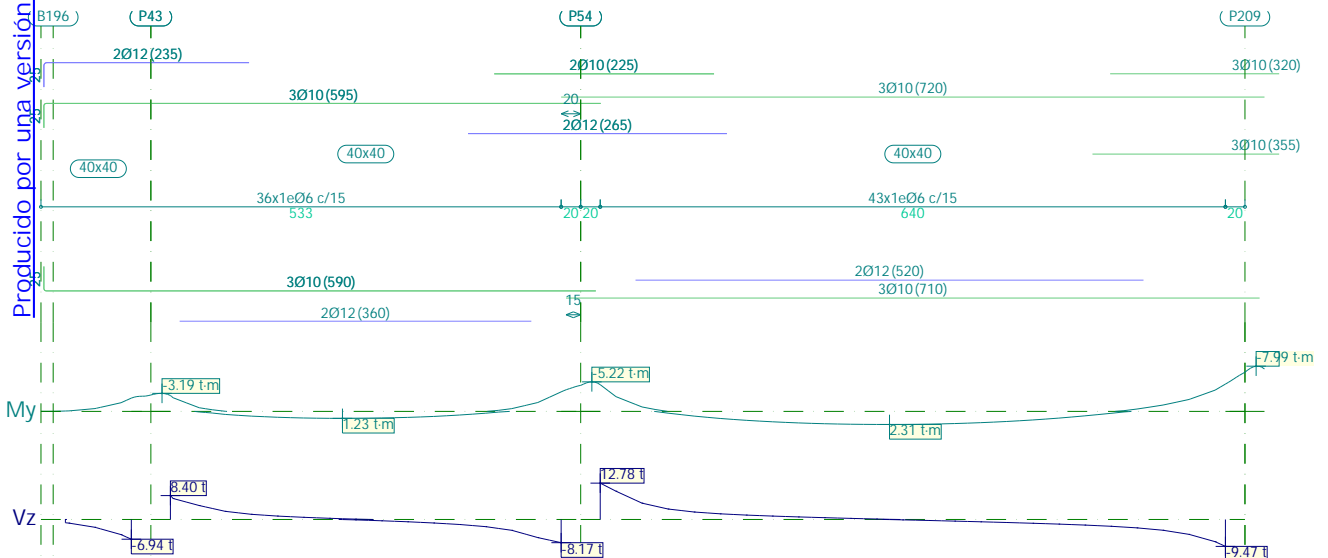 Producido por una versión
B196
P43
P54
P209
2Ø12(235)
25
2Ø10(225)
3Ø10(320)
3Ø10(595)
25
3Ø10(720)
20
2Ø12(265)
40x40
40x40
40x40
3Ø10(355)
36x1eØ6 c/15
43x1eØ6 c/15
533
20
20
640
20
25
3Ø10(590)
2Ø12(520)
3Ø10(710)
15
2Ø12(360)
My
-3.19 t·m
1.23 t·m
-5.22 t·m
2.31 t·m
-7.99 t·m
Vz
-6.94 t
8.40 t
-8.17 t
12.78 t
-9.47 t